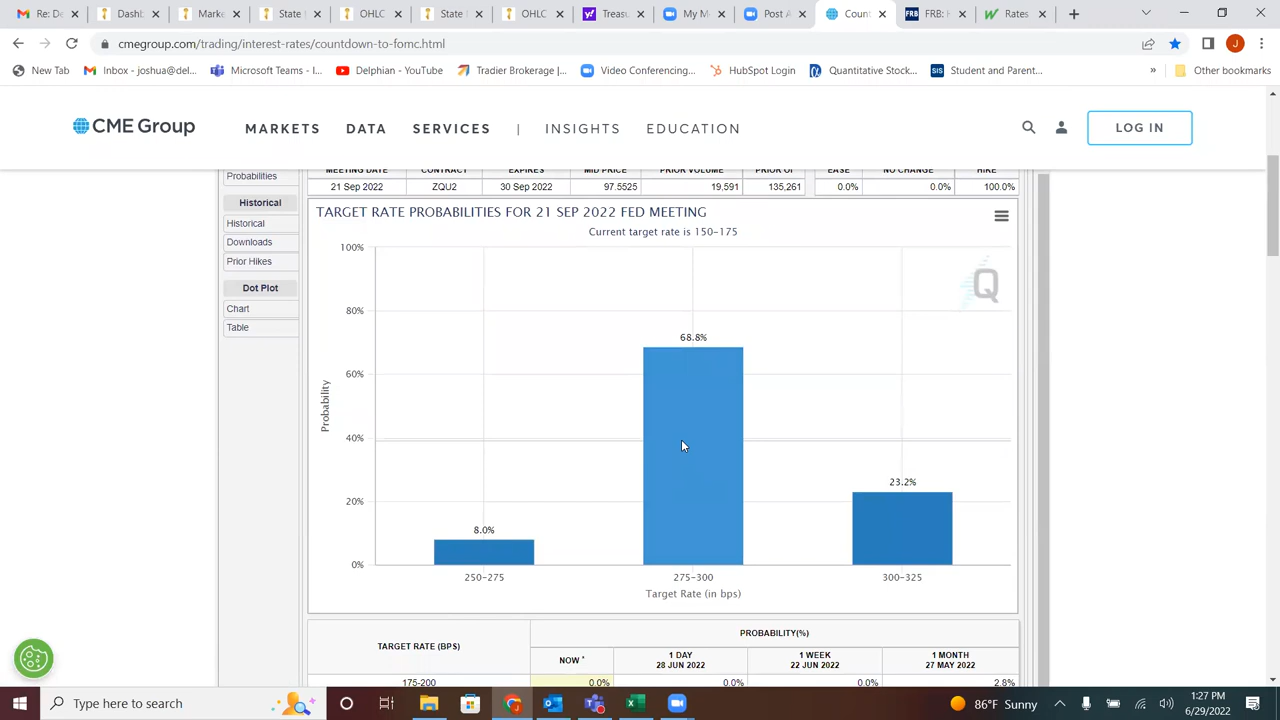 Re: De
Dashb
Marke
State I
OHLC
State I
OHLC
Treasu
My M
Post A
Count
FRB: H
Rates
cmegroup.com/trading/interest-rates/countdown-to-fomc.html
J
New Tab
Inbox - joshua@del...
Microsoft Teams - I...
Delphian - YouTube
Tradier Brokerage |...
Video Conferencing...
HubSpot Login
Quantitative Stock...
SIS
Student and Parent...
»
Other bookmarks
CME Group
MARKETS DATA SERVICES | INSIGHTS EDUCATION
LOG IN
MEETING DATE CONTRACT EXPIRES MID PRICE PRIOR VOLUME PRIOR OI EASE NO CHANGE HIKE
21 Sep 2022 ZQU2 30 Sep 2022 97.5525 19,591 135,261 0.0% 0.0% 100.0%
Probabilities
Historical
Historical
Downloads
Prior Hikes
Dot Plot
Chart
Table
TARGET RATE PROBABILITIES FOR 21 SEP 2022 FED MEETING
Current target rate is 150-175
Q
100%
80%
60%
40%
20%
0%
Probability
8.0%
68.8%
23.2%
250-275
275-300
300-325
Target Rate (in bps)
TARGET RATE (BPS)
PROBABILITY(%)
NOW *
1 DAY
28 JUN 2022
1 WEEK
22 JUN 2022
1 MONTH
27 MAY 2022
175-200 0.0% 0.0% 0.0% 2.8%
Type here to search
86°F Sunny
1:27 PM
6/29/2022